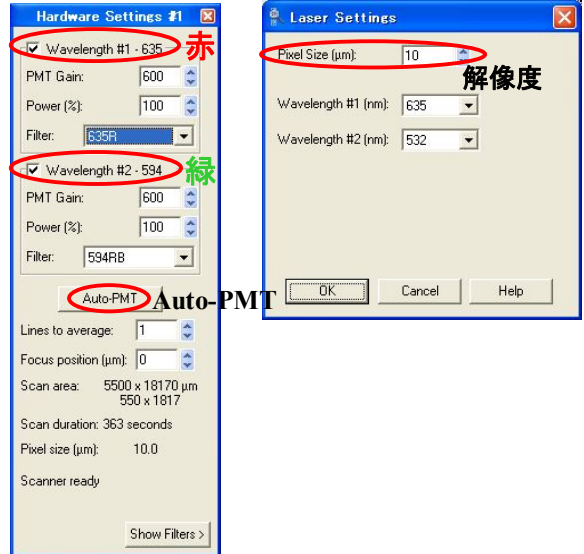 Hardware Settings #1
Wavelength #1 - 635
赤
PMT Gain: 600
Power (%): 100
Filter: 635R
Wavelength #2 - 594
緑
PMT Gain: 600
Power (%): 100
Filter: 594RB
Auto-PMT
Auto-PMT
Lines to average: 1
Focus position (µm): 0
Scan area: 5500 x 18170 µm
550 x 1817
Scan duration: 363 seconds
Pixel size (µm): 10.0
Scanner ready
Show Filters >
Laser Settings
Pixel Size (µm): 10
解像度
Wavelength #1 (nm): 635
Wavelength #2 (nm): 532
OK Cancel Help